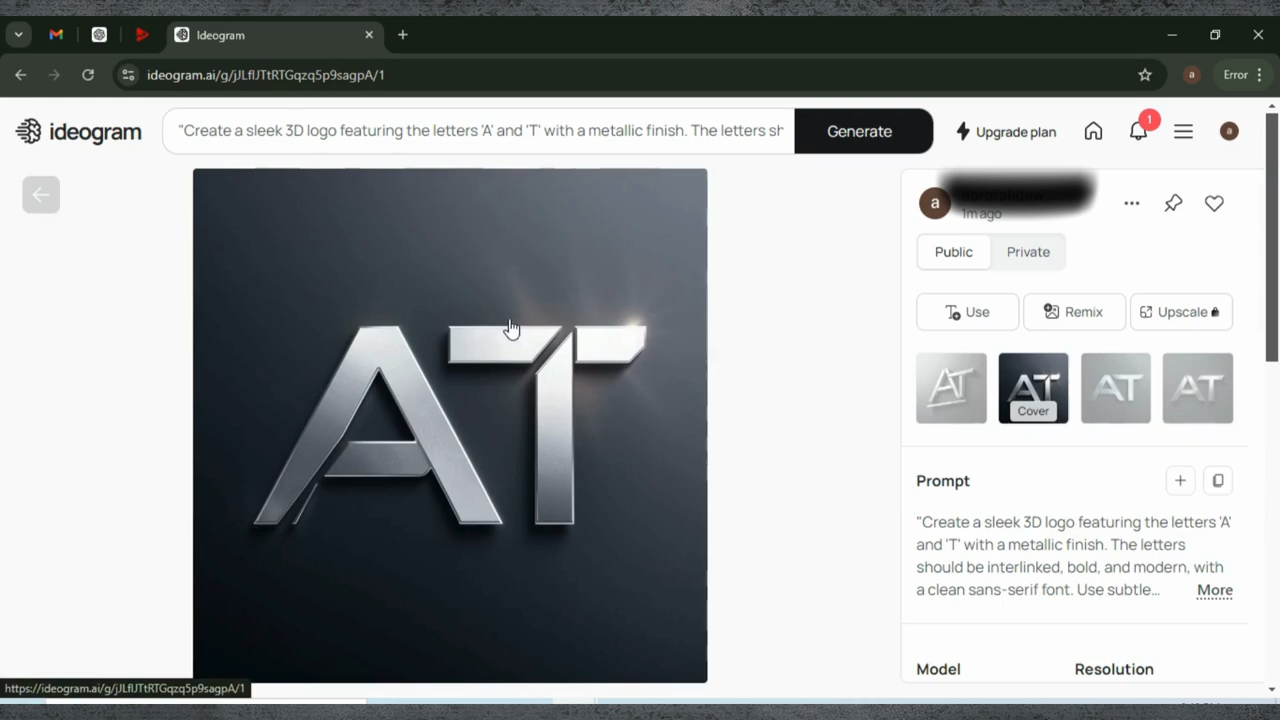 Ideogram
ideogram.ai/g/jJLflJTtRTGqzq5p9sagpA/1
a
Error
ideogram
"Create a sleek 3D logo featuring the letters 'A' and 'T' with a metallic finish. The letters sh
Generate
Upgrade plan
1
a
a
1m ago
Public
Private
Use
Remix
Upscale
AT
AT
AT
AT
AT
Cover
Prompt
"Create a sleek 3D logo featuring the letters 'A'
and 'T' with a metallic finish. The letters
should be interlinked, bold, and modern, with
a clean sans-serif font. Use subtle...
More
Model
Resolution
https://ideogram.ai/g/jJLflJTtRTGqzq5p9sagpA/1